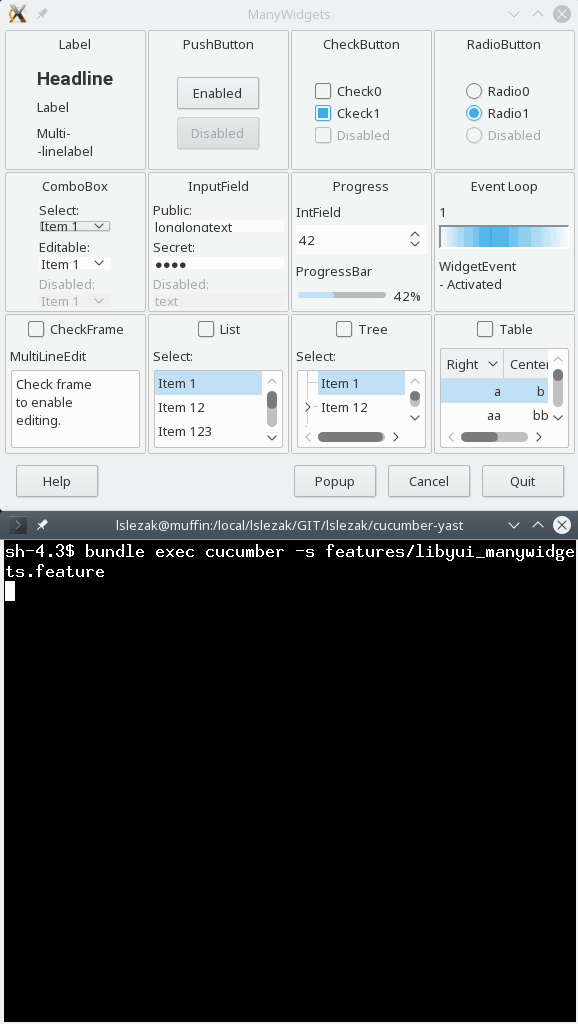 ManyWidgets
Label
Headline
Label
Multi-
-linelabel
PushButton
Enabled
Disabled
CheckButton
Check0
Ckeck1
Disabled
RadioButton
Radio0
Radio1
Disabled
ComboBox
Select:
Item 1
Editable:
Item 1
Disabled:
Item 1
InputField
Public:
longlongtext
Secret:
●●●●
Disabled:
text
Progress
IntField
42
ProgressBar
42%
Event Loop
1
WidgetEvent
- Activated
CheckFrame
MultiLineEdit
Check frame
to enable
editing.
List
Select:
Item 1
Item 12
Item 123
Tree
Select:
Item 1
Item 12
Table
Right Center
a b
aa bb
Help Popup Cancel Quit
lslezak@muffin:/local/lslezak/GIT/lslezak/cucumber-yast
sh-4.3$ bundle exec cucumber -s features/libyui_manywidge
ts.feature